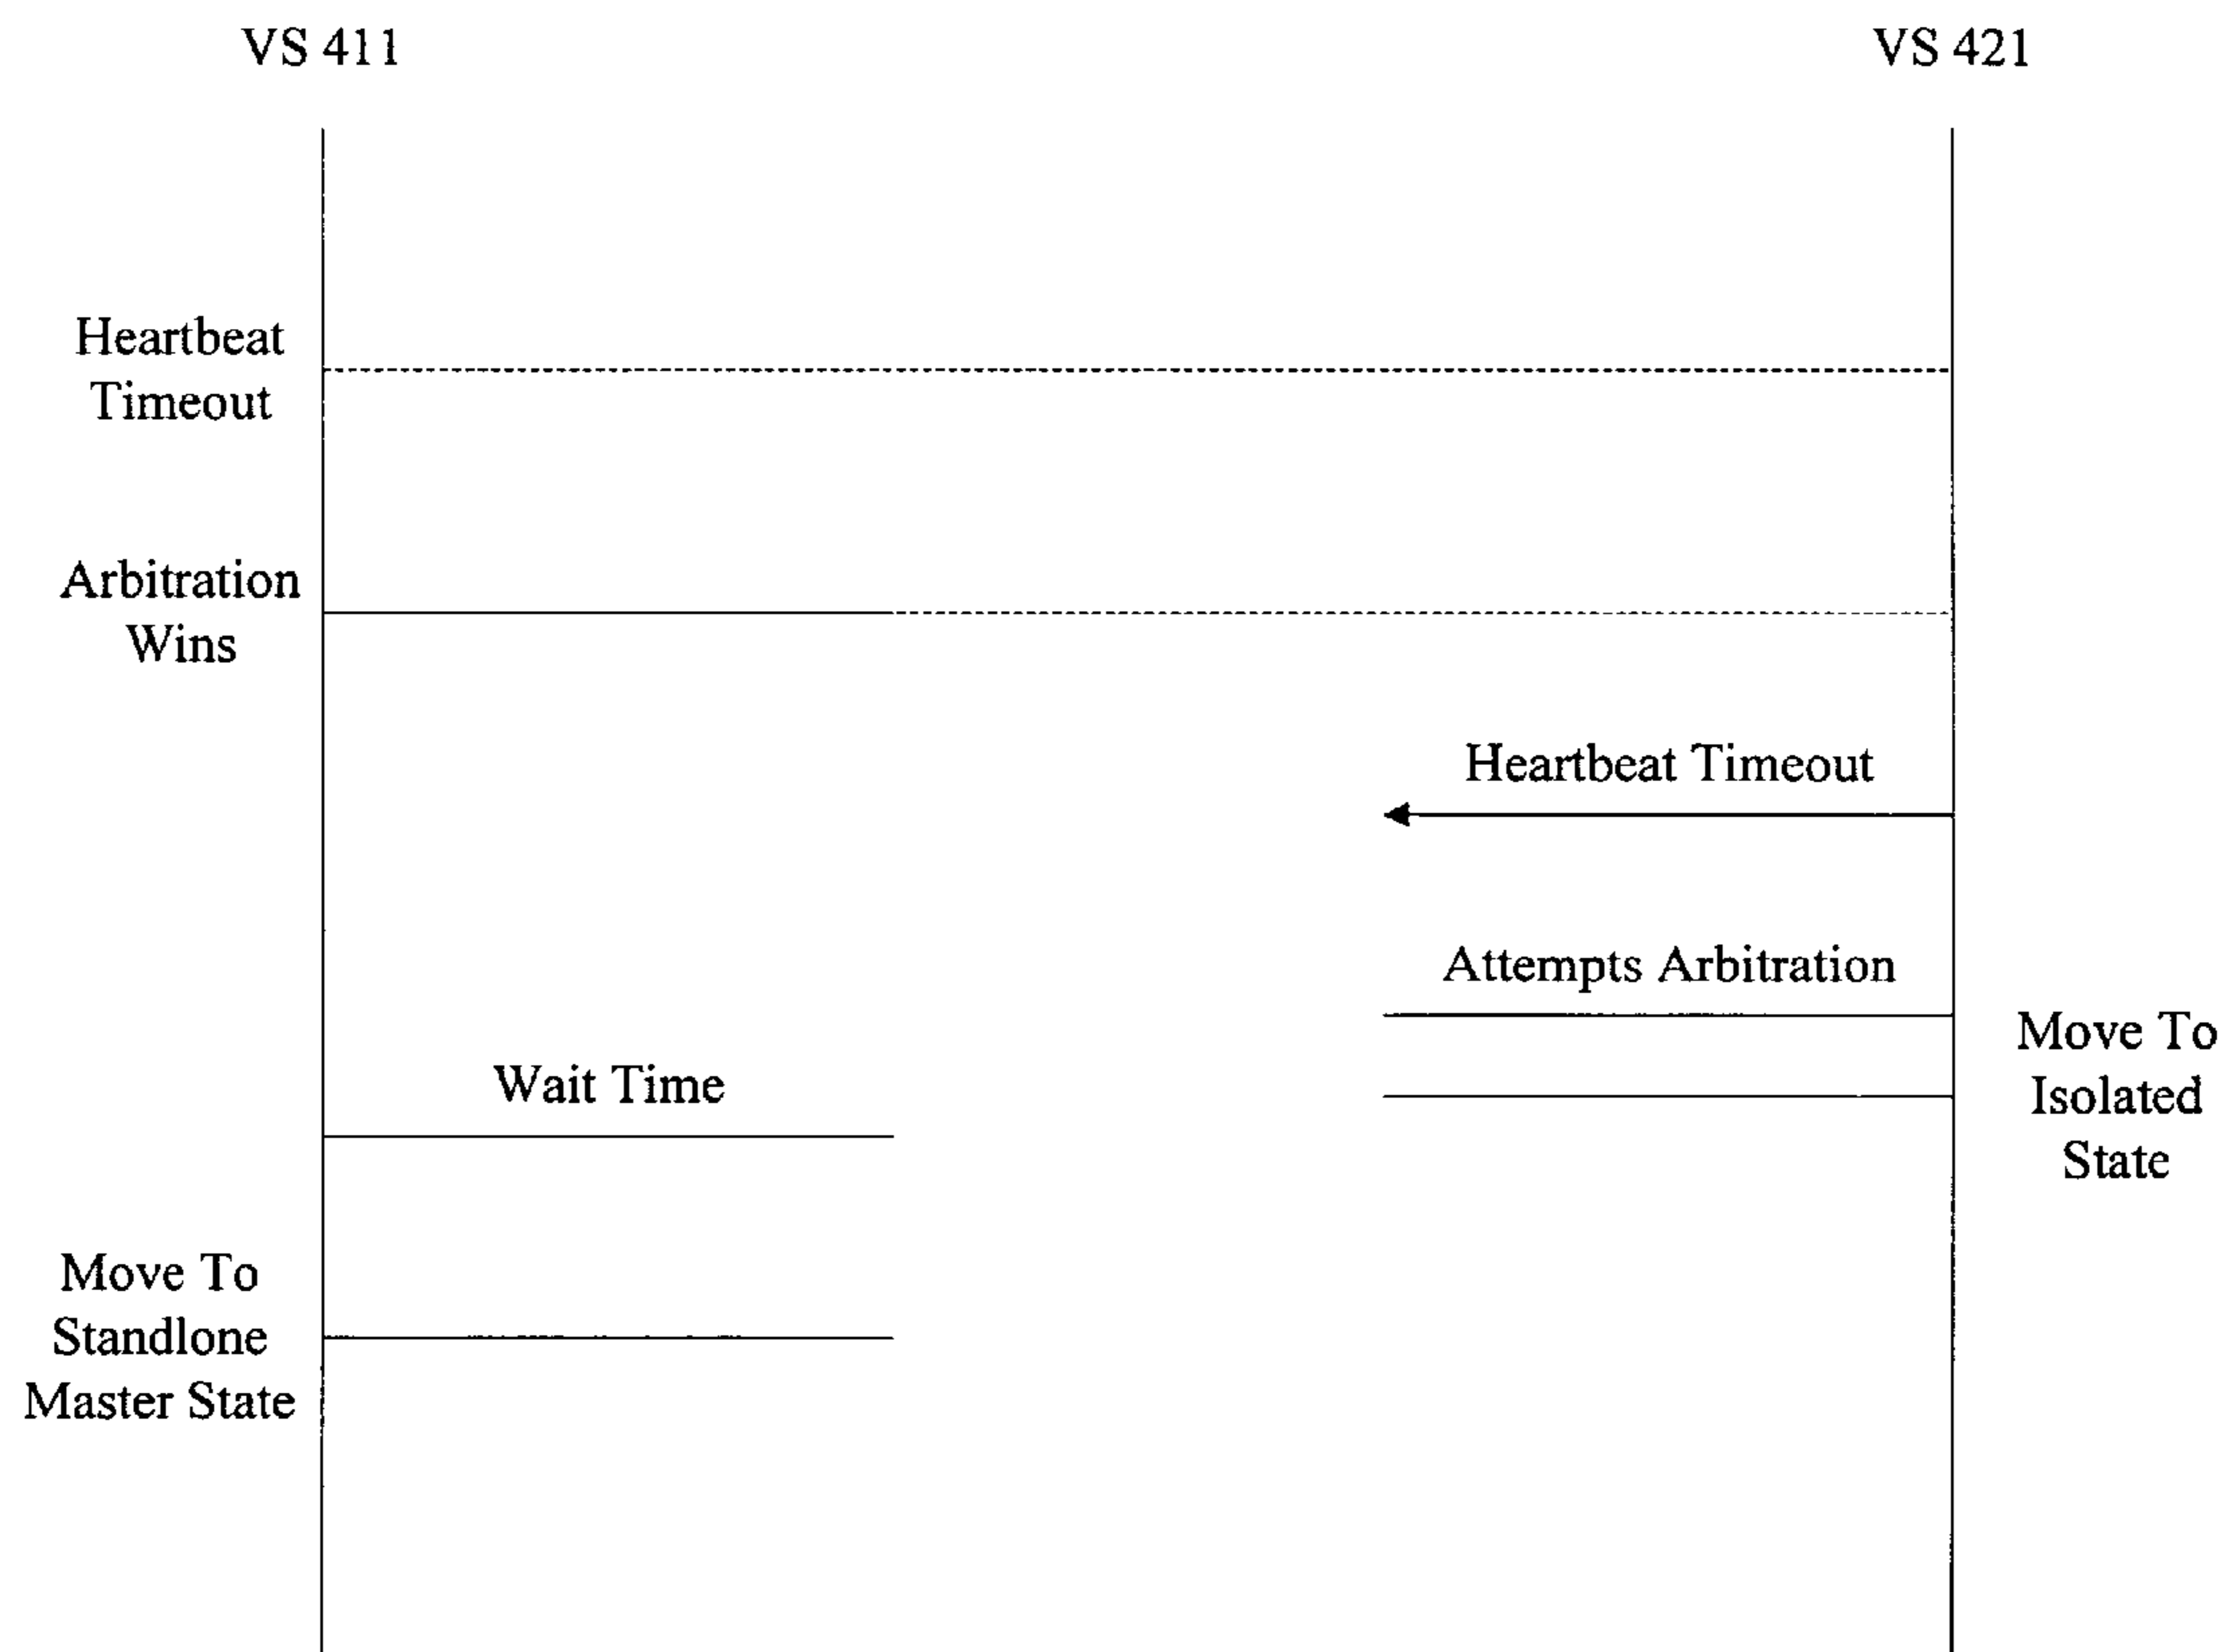 VS 411
VS 421
Heartbeat
Timeout
Arbitration
Wins
Heartbeat Timeout
Attempts Arbitration
Move To
Isolated
State
Wait Time
Move To
Standlone
Master State